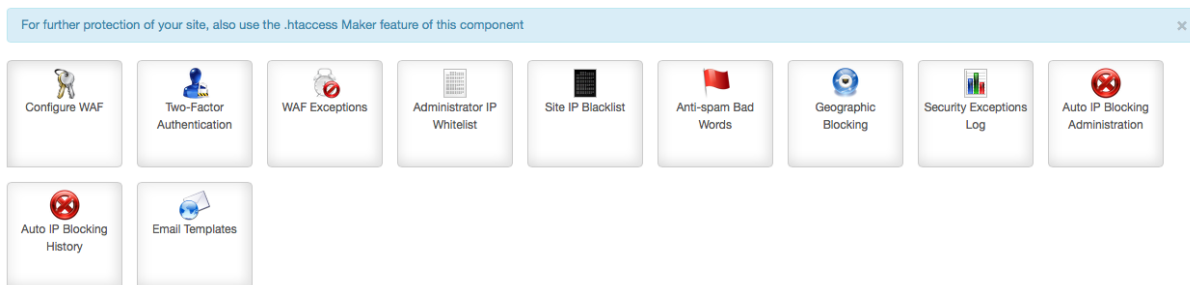 For further protection of your site, also use the .htaccess Maker feature of this component
×
Configure WAF
Two-Factor
Authentication
WAF Exceptions
Administrator IP
Whitelist
Site IP Blacklist
Anti-spam Bad
Words
Geographic
Blocking
Security Exceptions
Log
Auto IP Blocking
Administration
Auto IP Blocking
History
Email Templates